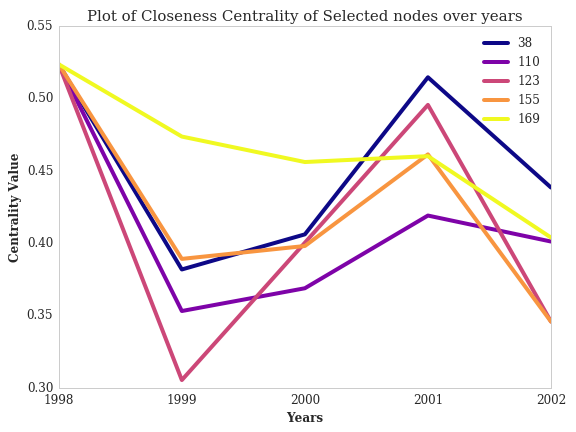 Plot of Closeness Centrality of Selected nodes over years
0.55
0.50
0.45
0.40
0.35
0.30
Centrality Value
38
110
123
155
169
1998 1999 2000 2001 2002
Years